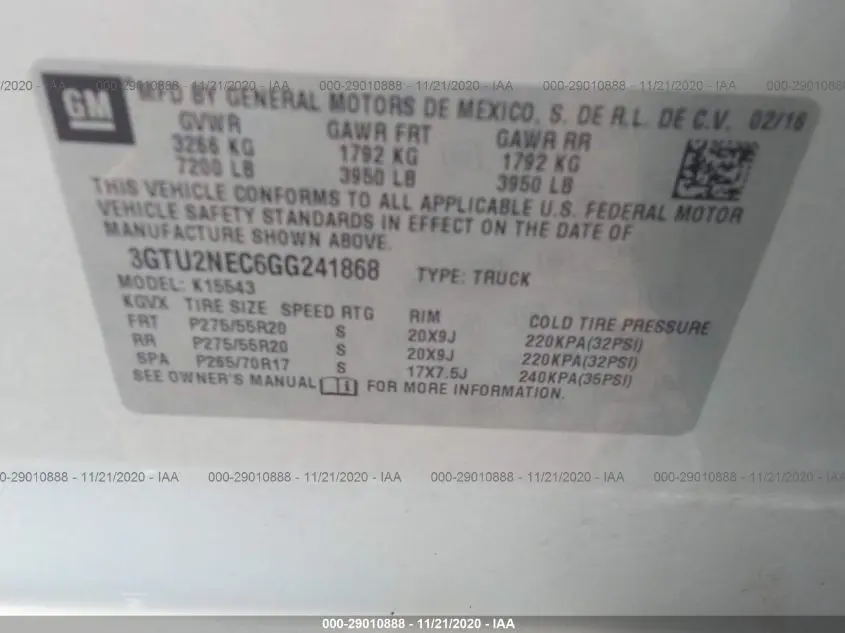 /2020 - IAA 000-29010888 - 11/21/2020 - IAA 000-29010888 - 11/21/2020 - IAA 000-29010888 - 11/21/2020
GM MFD BY GENERAL MOTORS DE MEXICO, S. DE R.L. DE C.V. 02/16
GVWR GAWR FRT GAWR RR
3266 KG 1792 KG 1792 KG
7200 LB 3950 LB 3950 LB
THIS VEHICLE CONFORMS TO ALL APPLICABLE U.S. FEDERAL MOTOR
VEHICLE SAFETY STANDARDS IN EFFECT ON THE DATE OF
MANUFACTURE SHOWN ABOVE.
3GTU2NEC6GG241868 TYPE: TRUCK
MODEL: K15543
KGVX TIRE SIZE SPEED RTG RIM COLD TIRE PRESSURE
FRT P275/55R20 S 20X9J 220KPA(32PSI)
RR P275/55R20 S 20X9J 220KPA(32PSI)
SPA P265/70R17 S 17X7.5J 240KPA(35PSI)
SEE OWNER'S MANUAL FOR MORE INFORMATION.
0-29010888 - 11/21/2020 - IAA 000-29010888 - 11/21/2020 - IAA 000-29010888 - 11/21/2020 - IAA 000-29010888 - 11/21/2020 - IAA
000-29010888 - 11/21/2020 - IAA